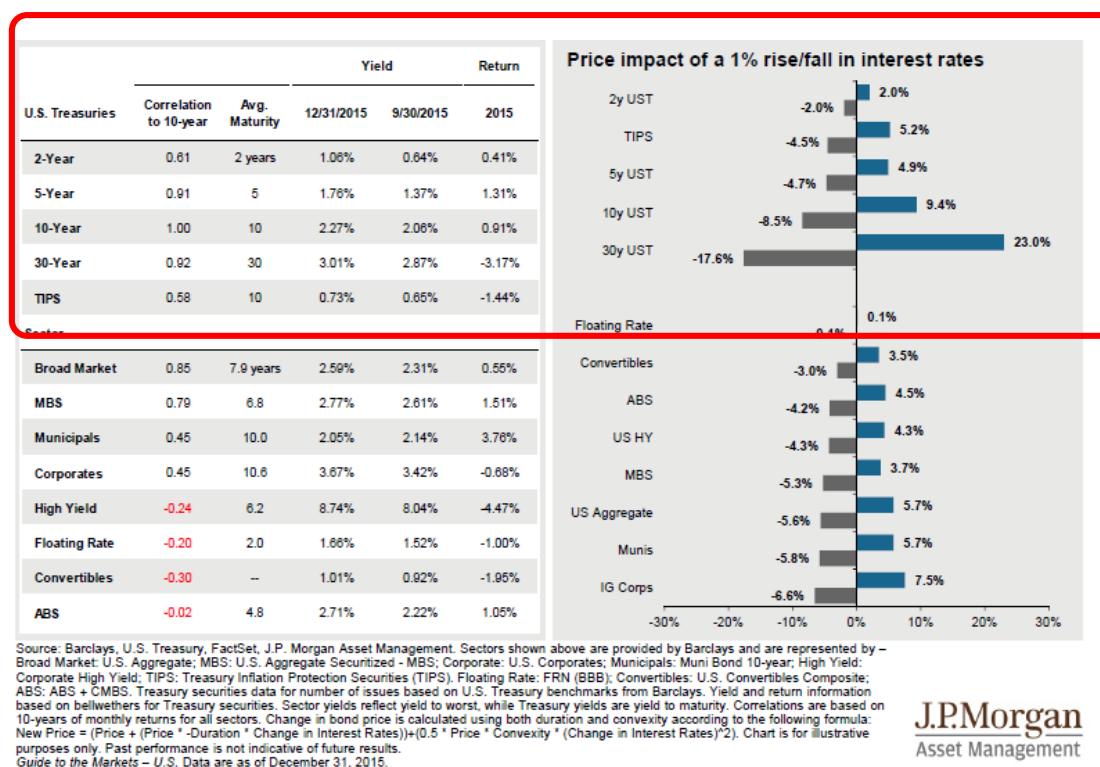 Yield Return
U.S. Treasuries Correlation to 10-year Avg. Maturity 12/31/2015 9/30/2015 2015
2-Year 0.61 2 years 1.06% 0.64% 0.41%
5-Year 0.91 5 1.76% 1.37% 1.31%
10-Year 1.00 10 2.27% 2.06% 0.91%
30-Year 0.92 30 3.01% 2.87% -3.17%
TIPS 0.58 10 0.73% 0.65% -1.44%
Sector
Broad Market 0.85 7.9 years 2.59% 2.31% 0.55%
MBS 0.79 6.8 2.77% 2.61% 1.51%
Municipals 0.45 10.0 2.05% 2.14% 3.76%
Corporates 0.45 10.6 3.67% 3.42% -0.68%
High Yield -0.24 6.2 8.74% 8.04% -4.47%
Floating Rate -0.20 2.0 1.66% 1.52% -1.00%
Convertibles -0.30 -- 1.01% 0.92% -1.95%
ABS -0.02 4.8 2.71% 2.22% 1.05%
Price impact of a 1% rise/fall in interest rates
2y UST -2.0% 2.0%
TIPS -4.5% 5.2%
5y UST -4.7% 4.9%
10y UST -8.5% 9.4%
30y UST -17.6% 23.0%
Floating Rate -0.1% 0.1%
Convertibles -3.0% 3.5%
ABS -4.2% 4.5%
US HY -4.3% 4.3%
MBS -5.3% 3.7%
US Aggregate -5.6% 5.7%
Munis -5.8% 5.7%
IG Corps -6.6% 7.5%
-30% -20% -10% 0% 10% 20% 30%
Source: Barclays, U.S. Treasury, FactSet, J.P. Morgan Asset Management. Sectors shown above are provided by Barclays and are represented by –
Broad Market: U.S. Aggregate; MBS: U.S. Aggregate Securitized - MBS; Corporate: U.S. Corporates; Municipals: Muni Bond 10-year; High Yield:
Corporate High Yield; TIPS: Treasury Inflation Protection Securities (TIPS). Floating Rate: FRN (BBB); Convertibles: U.S. Convertibles Composite;
ABS: ABS + CMBS. Treasury securities data for number of issues based on U.S. Treasury benchmarks from Barclays. Yield and return information
based on bellwethers for Treasury securities. Sector yields reflect yield to worst, while Treasury yields are yield to maturity. Correlations are based on
10-years of monthly returns for all sectors. Change in bond price is calculated using both duration and convexity according to the following formula:
New Price = (Price + (Price * -Duration * Change in Interest Rates))+(0.5 * Price * Convexity * (Change in Interest Rates)^2). Chart is for illustrative
purposes only. Past performance is not indicative of future results.
Guide to the Markets – U.S. Data are as of December 31, 2015.
J.P.Morgan
Asset Management